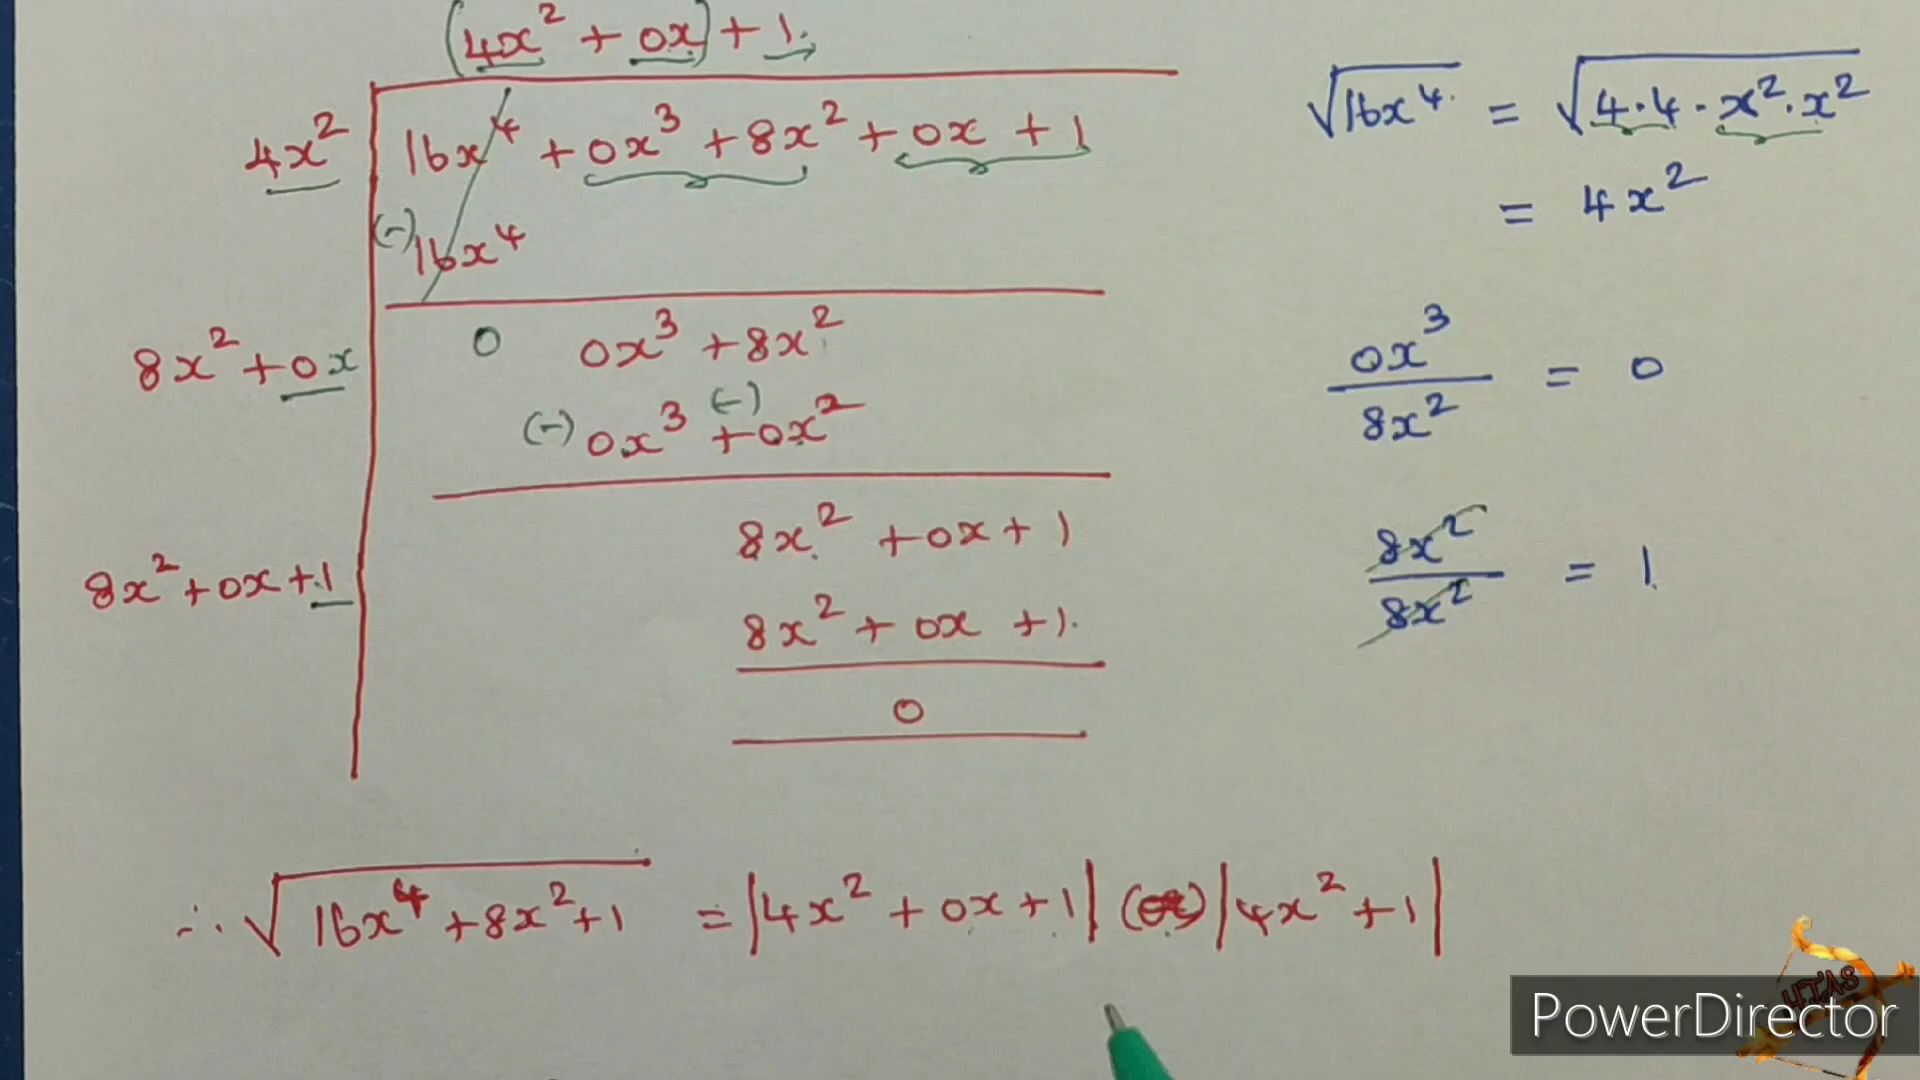 (4x² + 0x) + 1
4x² 16x⁴ + 0x³ + 8x² + 0x + 1
(-) 16x⁴
8x² + 0x 0 0x³ + 8x²
(-) 0x³ (-) + 0x²
8x² + 0x + 1 8x² + 0x + 1
8x² + 0x + 1
0
√16x⁴ = √4·4·x²·x²
= 4x²
0x³/8x² = 0
8x²/8x² = 1
∴ √16x⁴ + 8x² + 1 = |4x² + 0x + 1| (or) |4x² + 1|
HTAS
PowerDirector